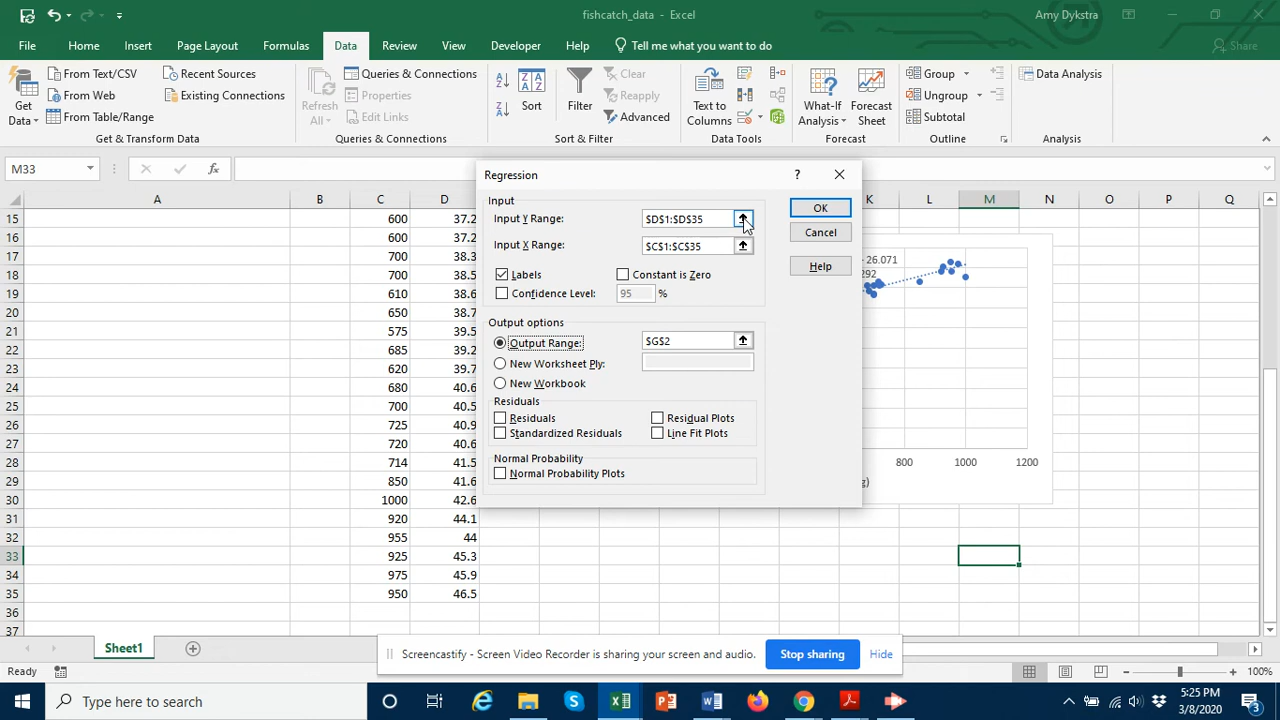 fishcatch_data - Excel
Amy Dykstra
File Home Insert Page Layout Formulas Data Review View Developer Help Tell me what you want to do Share
Get Data
From Text/CSV
From Web
From Table/Range
Recent Sources
Existing Connections
Get & Transform Data
Refresh All
Queries & Connections
Properties
Edit Links
Queries & Connections
Sort
Filter
Clear
Reapply
Advanced
Sort & Filter
Text to Columns
Data Tools
What-If Analysis
Forecast Sheet
Forecast
Group
Ungroup
Subtotal
Outline
Data Analysis
Analysis
M33
fx
A B C D K L M N O P Q
15 600 37.2
16 600 37.2
17 700 38.3
18 700 38.5
19 610 38.6
20 650 38.7
21 575 39.5
22 685 39.2
23 620 39.7
24 680 40.6
25 700 40.5
26 725 40.9
27 720 40.6
28 714 41.5
29 850 41.6
30 1000 42.6
31 920 44.1
32 955 44
33 925 45.3
34 975 45.9
35 950 46.5
36
37
26.071
292
800 1000 1200
g)
Regression
?
Input
Input Y Range: $D$1:$D$35
Input X Range: $C$1:$C$35
Labels Constant is Zero
Confidence Level: 95 %
Output options
Output Range: $G$2
New Worksheet Ply:
New Workbook
Residuals
Residuals Residual Plots
Standardized Residuals Line Fit Plots
Normal Probability
Normal Probability Plots
OK
Cancel
Help
Sheet1
Screencastify - Screen Video Recorder is sharing your screen and audio. Stop sharing Hide
Ready
100%
Type here to search
5:25 PM
3/8/2020
3